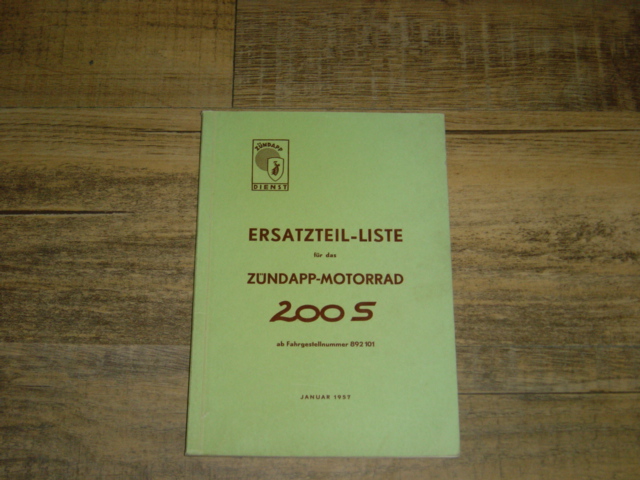 ZÜNDAPP
DIENST
ERSATZTEIL-LISTE
für das
ZÜNDAPP-MOTORRAD
200 S
ab Fahrgestellnummer 892 101
JANUAR 1957